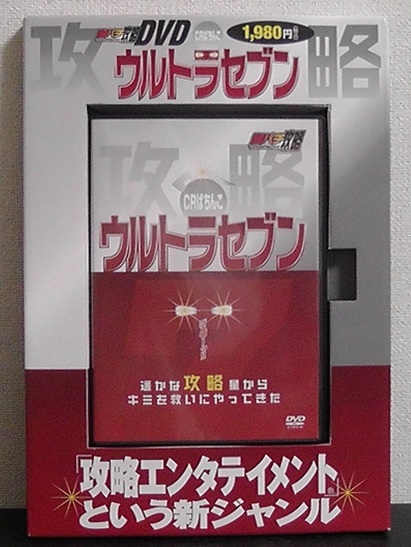 攻略
DVD
CRぱちんこ
1,980円
ウルトラセブン
攻略
攻略
CRぱちんこ
ウルトラセブン
遥かな攻略星から
キミを救いにやってきた
DVD
「攻略エンタテイメント」
という新ジャンル